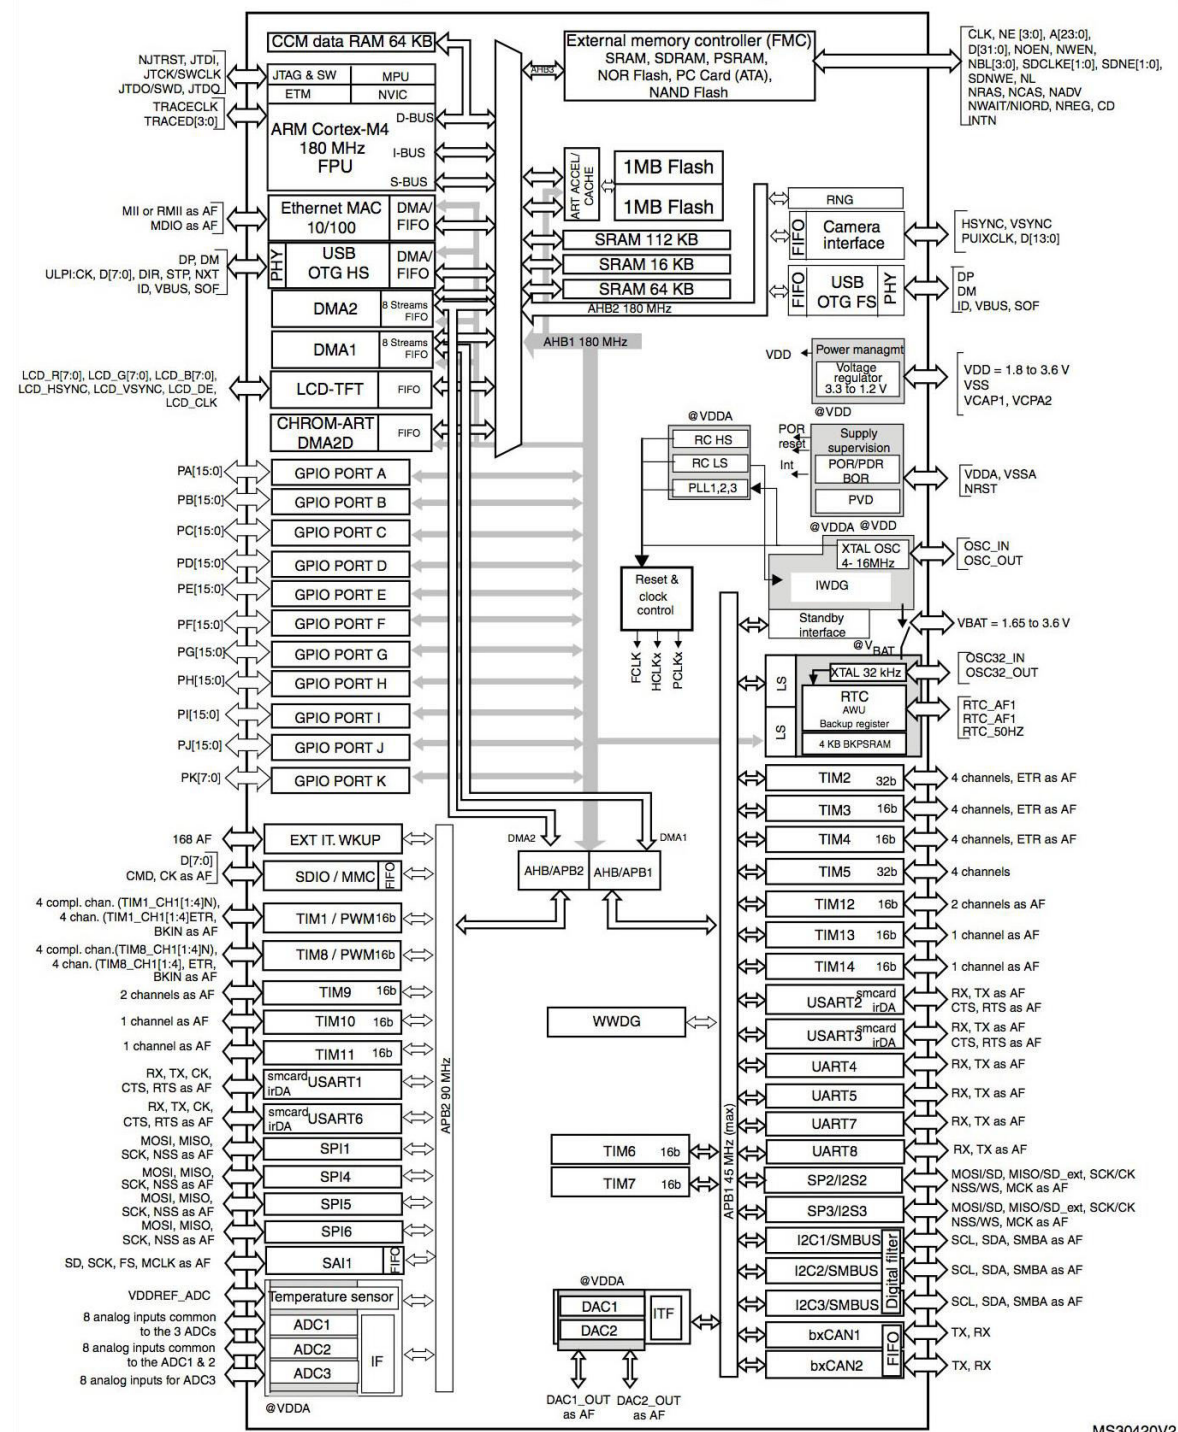 CCM data RAM 64 KB
External memory controller (FMC)
SRAM, SDRAM, PSRAM,
NOR Flash, PC Card (ATA),
NAND Flash
AHB3
CLK, NE [3:0], A[23:0],
D[31:0], NOEN, NWEN,
NBL[3:0], SDCLKE[1:0), SDNE[1:0),
SDNWE, NL
NRAS, NCAS, NADV
NWAIT/NIORD, NREG, CD
INTN
NJTRST, JTDI,
JTCK/SWCLK
JTDO/SWD, JTDO
TRACECLK
TRACED[3:0]
JTAG & SW
MPU
ETM
NVIC
ARM Cortex-M4
180 MHz
FPU
D-BUS
I-BUS
S-BUS
MII or RMII as AF
MDIO as AF
Ethernet MAC
10/100
DMA/
FIFO
DP, DM
ULPI:CK, D[7:0], DIR, STP, NXT
ID, VBUS, SOF
PHY
USB
OTG HS
DMA/
FIFO
DMA2
8 Streams
FIFO
DMA1
8 Streams
FIFO
LCD_R[7:0], LCD_G[7:0], LCD_B[7:0],
LCD_HSYNC, LCD_VSYNC, LCD_DE,
LCD_CLK
LCD-TFT
FIFO
CHROM-ART
DMA2D
FIFO
ART ACCEL/
CACHE
1MB Flash
1MB Flash
SRAM 112 KB
SRAM 16 KB
SRAM 64 KB
AHB2 180 MHz
AHB1 180 MHz
RNG
FIFO
Camera
interface
HSYNC, VSYNC
PUIXCLK, D[13:0]
FIFO
USB
OTG FS
PHY
DP
DM
ID, VBUS, SOF
VDD
Power managmt
Voltage
regulator
3.3 to 1.2 V
@VDD
VDD = 1.8 to 3.6 V
VSS
VCAP1, VCPA2
@VDDA
RC HS
RC LS
PLL1,2,3
POR
reset
Int
Supply
supervision
POR/PDR
BOR
PVD
VDDA, VSSA
NRST
@VDDA @VDD
XTAL OSC
4- 16MHz
IWDG
OSC_IN
OSC_OUT
Standby
interface
VBAT = 1.65 to 3.6 V
@VBAT
Reset &
clock
control
FCLK
HCLKx
PCLKx
LS
LS
XTAL 32 kHz
RTC
AWU
Backup register
4 KB BKPSRAM
OSC32_IN
OSC32_OUT
RTC_AF1
RTC_AF1
RTC_50HZ
PA[15:0]
GPIO PORT A
PB[15:0]
GPIO PORT B
PC[15:0]
GPIO PORT C
PD[15:0]
GPIO PORT D
PE[15:0]
GPIO PORT E
PF[15:0]
GPIO PORT F
PG[15:0]
GPIO PORT G
PH[15:0]
GPIO PORT H
PI[15:0]
GPIO PORT I
PJ[15:0]
GPIO PORT J
PK[7:0]
GPIO PORT K
DMA2
DMA1
AHB/APB2
AHB/APB1
168 AF
EXT IT. WKUP
D[7:0]
CMD, CK as AF
SDIO / MMC
FIFO
4 compl. chan. (TIM1_CH1[1:4]N),
4 chan. (TIM1_CH1[1:4]ETR,
BKIN as AF
TIM1 / PWM 16b
4 compl. chan.(TIM8_CH1[1:4]N),
4 chan. (TIM8_CH1[1:4], ETR,
BKIN as AF
TIM8 / PWM 16b
2 channels as AF
TIM9 16b
1 channel as AF
TIM10 16b
1 channel as AF
TIM11 16b
RX, TX, CK,
CTS, RTS as AF
smcard
irDA
USART1
RX, TX, CK,
CTS, RTS as AF
smcard
irDA
USART6
MOSI, MISO,
SCK, NSS as AF
SPI1
MOSI, MISO,
SCK, NSS as AF
SPI4
MOSI, MISO,
SCK, NSS as AF
SPI5
MOSI, MISO,
SCK, NSS as AF
SPI6
SD, SCK, FS, MCLK as AF
SAI1
FIFO
VDDREF_ADC
Temperature sensor
8 analog inputs common
to the 3 ADCs
ADC1
8 analog inputs common
to the ADC1 & 2
ADC2
8 analog inputs for ADC3
ADC3
IF
@VDDA
APB2 90 MHz
WWDG
TIM6 16b
TIM7 16b
@VDDA
DAC1
DAC2
ITF
DAC1_OUT
as AF
DAC2_OUT
as AF
APB1 45 MHz (max)
TIM2 32b
4 channels, ETR as AF
TIM3 16b
4 channels, ETR as AF
TIM4 16b
4 channels, ETR as AF
TIM5 32b
4 channels
TIM12 16b
2 channels as AF
TIM13 16b
1 channel as AF
TIM14 16b
1 channel as AF
USART2
smcard
irDA
RX, TX as AF
CTS, RTS as AF
USART3
smcard
irDA
RX, TX as AF
CTS, RTS as AF
UART4
RX, TX as AF
UART5
RX, TX as AF
UART7
RX, TX as AF
UART8
RX, TX as AF
SP2/I2S2
MOSI/SD, MISO/SD_ext, SCK/CK
NSS/WS, MCK as AF
SP3/I2S3
MOSI/SD, MISO/SD_ext, SCK/CK
NSS/WS, MCK as AF
I2C1/SMBUS
SCL, SDA, SMBA as AF
I2C2/SMBUS
SCL, SDA, SMBA as AF
I2C3/SMBUS
SCL, SDA, SMBA as AF
Digital filter
bxCAN1
TX, RX
bxCAN2
TX, RX
FIFO
MS30420V2